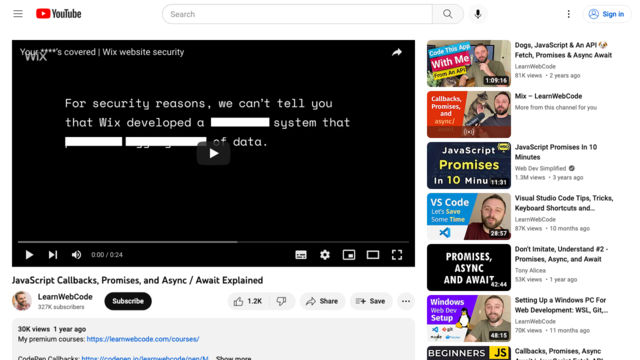 YouTube
Search
Sign in
Your ****'s covered | Wix website security
WiX
For security reasons, we can't tell you
that Wix developed a system that
of data.
0:00 / 0:24
JavaScript Callbacks, Promises, and Async / Await Explained
LearnWebCode
327K subscribers
Subscribe
1.2K
Share
Save
30K views 1 year ago
My premium courses: https://learnwebcode.com/courses/
CodePen Callbacks: https://codepen.io/learnwebcode/pen/M...
Show more
Code This App
With Me
From An API
1:09:16
Dogs, JavaScript & An API 🐶
Fetch, Promises & Async Await
LearnWebCode
81K views • 2 years ago
Callbacks,
Promises,
and
async/
await
Mix – LearnWebCode
More from this channel for you
JavaScript
Promises
In 10 Minutes
11:31
JavaScript Promises In 10
Minutes
Web Dev Simplified
1.3M views • 3 years ago
VS Code
Let's Save
Some Time
28:57
Visual Studio Code Tips, Tricks,
Keyboard Shortcuts and...
LearnWebCode
87K views • 10 months ago
PROMISES,
ASYNC
AND AWAIT
42:44
Don't Imitate, Understand #2 -
Promises, Async, and Await
Tony Alicea
53K views • 1 year ago
Windows
Web Dev
Setup
48:15
Setting Up a Windows PC For
Web Development: WSL, Git,...
LearnWebCode
70K views • 11 months ago
BEGINNERS JS
Callbacks, Promises, Async